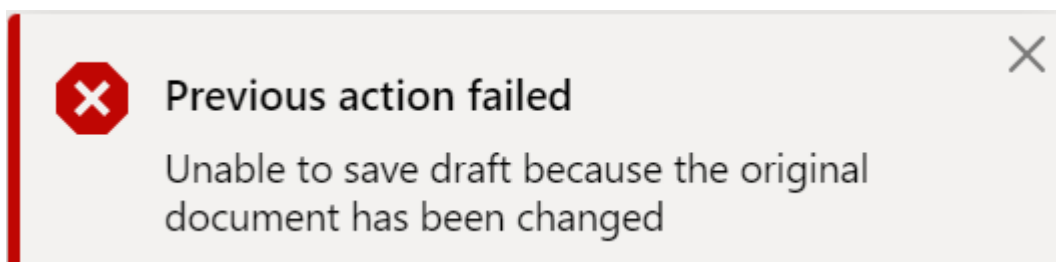 Previous action failed
Unable to save draft because the original
document has been changed